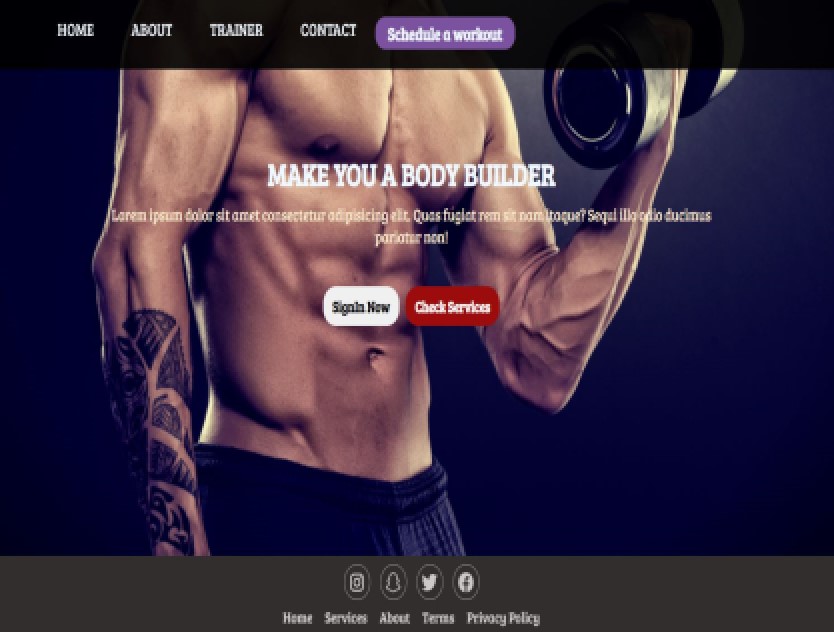 HOME ABOUT TRAINER CONTACT Schedule a workout
MAKE YOU A BODY BUILDER
Lorem ipsum dolor sit amet consectetur adipisicing elit. Quas fugiat rem sit nam itaque? Sequi illo odio ducimus
pariatur non!
SignIn Now Check Services
Home Services About Terms Privacy Policy